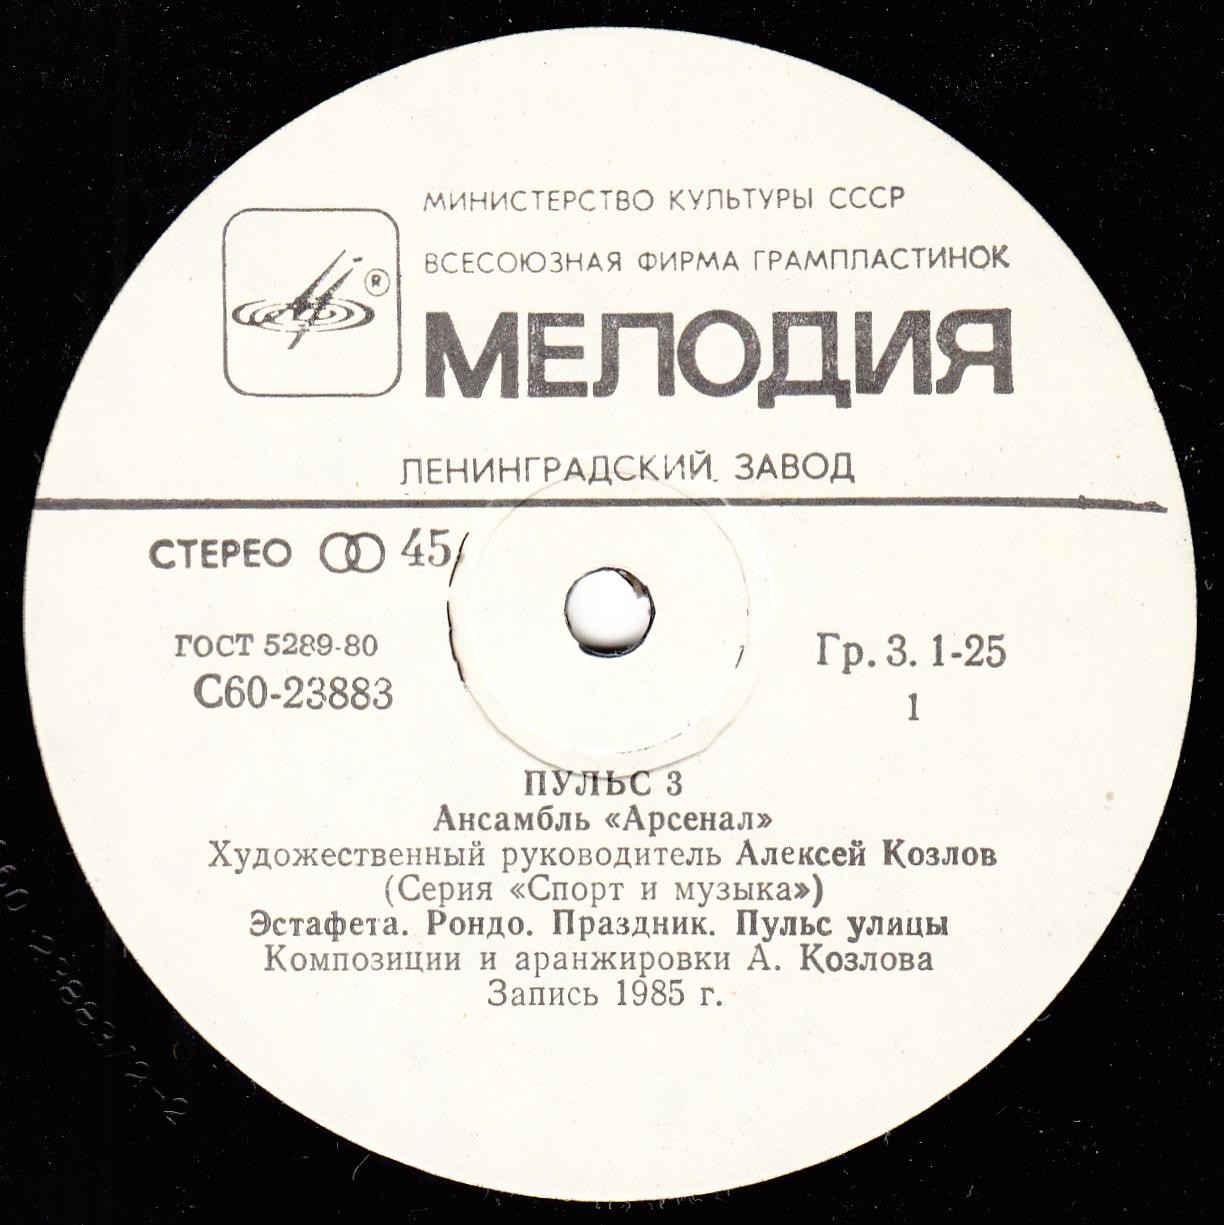 МИНИСТЕРСТВО КУЛЬТУРЫ СССР
ВСЕСОЮЗНАЯ ФИРМА ГРАМПЛАСТИНОК
®
МЕЛОДИЯ
ЛЕНИНГРАДСКИЙ ЗАВОД
СТЕРЕО 45
ГОСТ 5289-80
С60-23883
Гр. 3. 1-25
1
ПУЛЬС 3
Ансамбль «Арсенал»
Художественный руководитель Алексей Козлов
(Серия «Спорт и музыка»)
Эстафета. Рондо. Праздник. Пульс улицы
Композиции и аранжировки А. Козлова
Запись 1985 г.